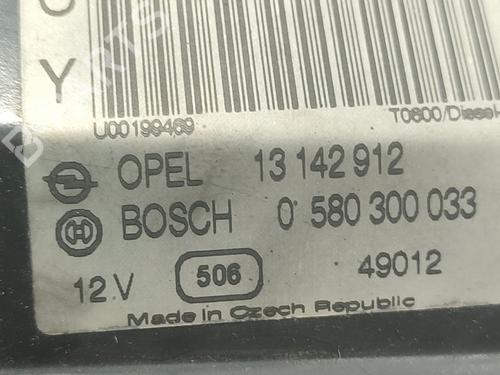 Y
U00199469
T0600/Diesel-
OPEL 13 142 912
BOSCH 0 580 300 033
12 V 506 49012
Made in Czech Republic